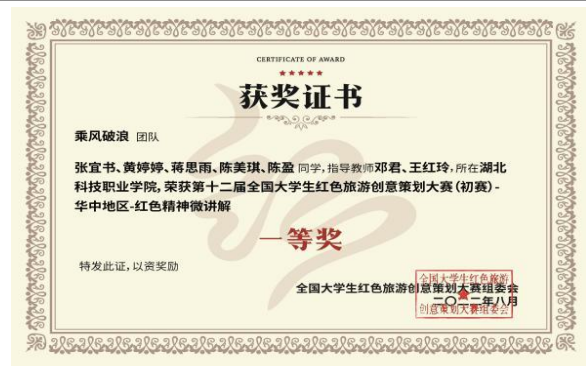 CERTIFICATE OF AWARD
★★★★★
获奖证书
乘风破浪 团队
张宜书、黄婷婷、蒋思雨、陈美琪、陈盈 同学,指导教师邓君、王红玲,所在湖北
科技职业学院,荣获第十二届全国大学生红色旅游创意策划大赛(初赛)-
华中地区-红色精神微讲解
一等奖
特发此证,以资奖励
全国大学生红色旅游
全国大学生红色旅游创意策划大赛组委会
二〇二二年八月
创意策划大赛组委会